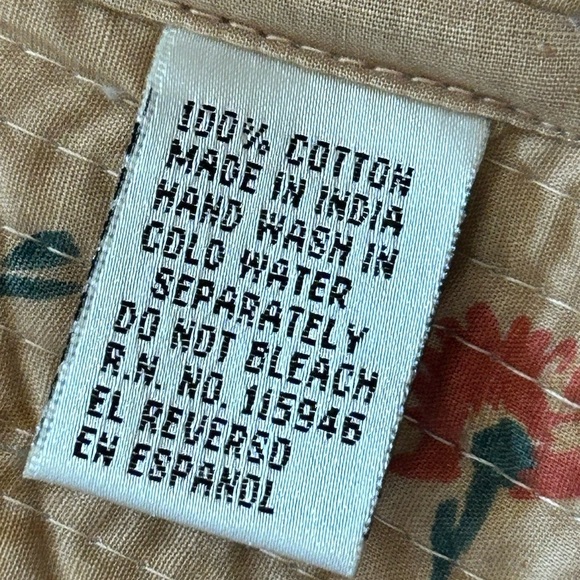 100% COTTON
MADE IN INDIA
HAND WASH IN
COLD WATER
SEPARATELY
DO NOT BLEACH
R.N. NO. 115946
EL REVERSO
EN ESPANOL